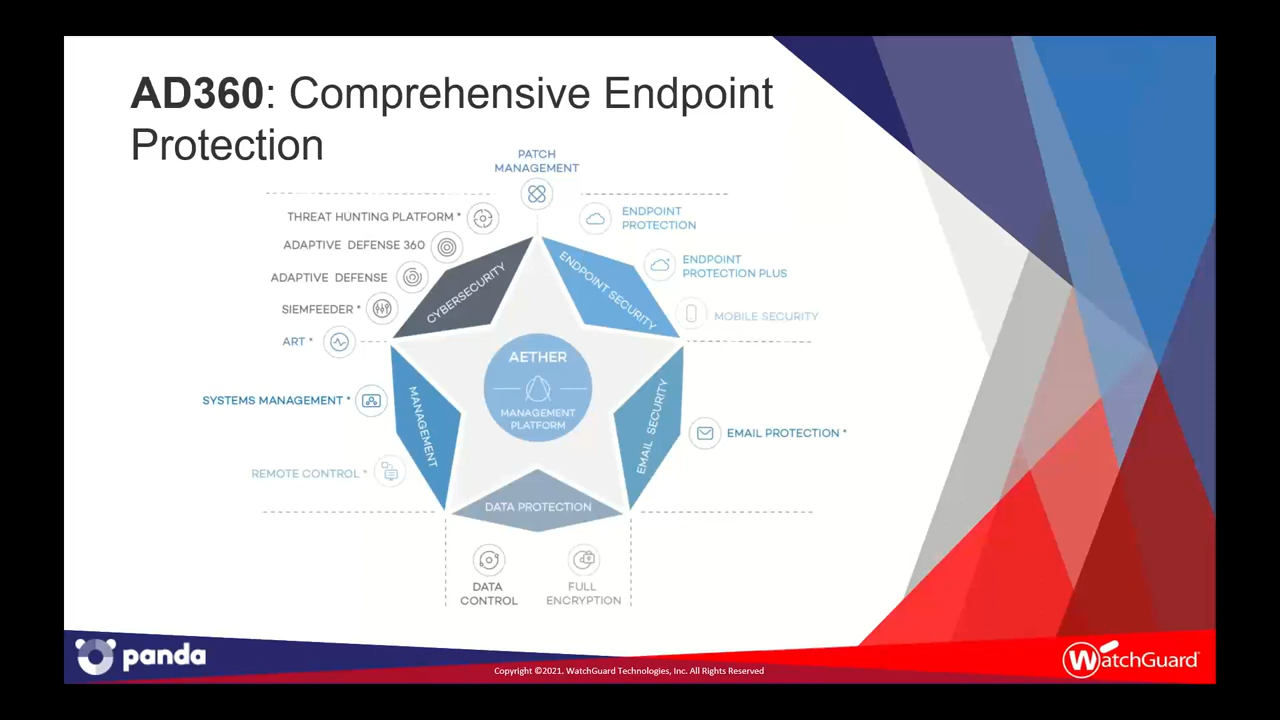 AD360: Comprehensive Endpoint
Protection
PATCH
MANAGEMENT
THREAT HUNTING PLATFORM *
ADAPTIVE DEFENSE 360
ADAPTIVE DEFENSE
SIEMFEEDER *
ART *
CYBERSECURITY
ENDPOINT SECURITY
ENDPOINT
PROTECTION
ENDPOINT
PROTECTION PLUS
MOBILE SECURITY
AETHER
MANAGEMENT
PLATFORM
SYSTEMS MANAGEMENT *
REMOTE CONTROL *
MANAGEMENT
EMAIL SECURITY
EMAIL PROTECTION *
DATA PROTECTION
DATA
CONTROL
FULL
ENCRYPTION
panda
Copyright ©2021. WatchGuard Technologies, Inc. All Rights Reserved
WatchGuard